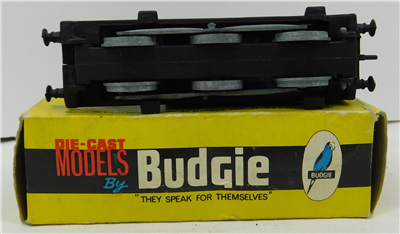 DIE-CAST
MODELS
By
Budgie
"THEY SPEAK FOR THEMSELVES"
BUDGIE